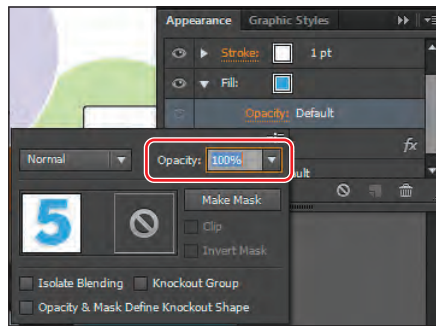 Appearance Graphic Styles
Stroke: 1 pt
Fill:
Opacity: Default
fx
Normal Opacity: 100%
Make Mask
5
Clip
Invert Mask
Isolate Blending Knockout Group
Opacity & Mask Define Knockout Shape